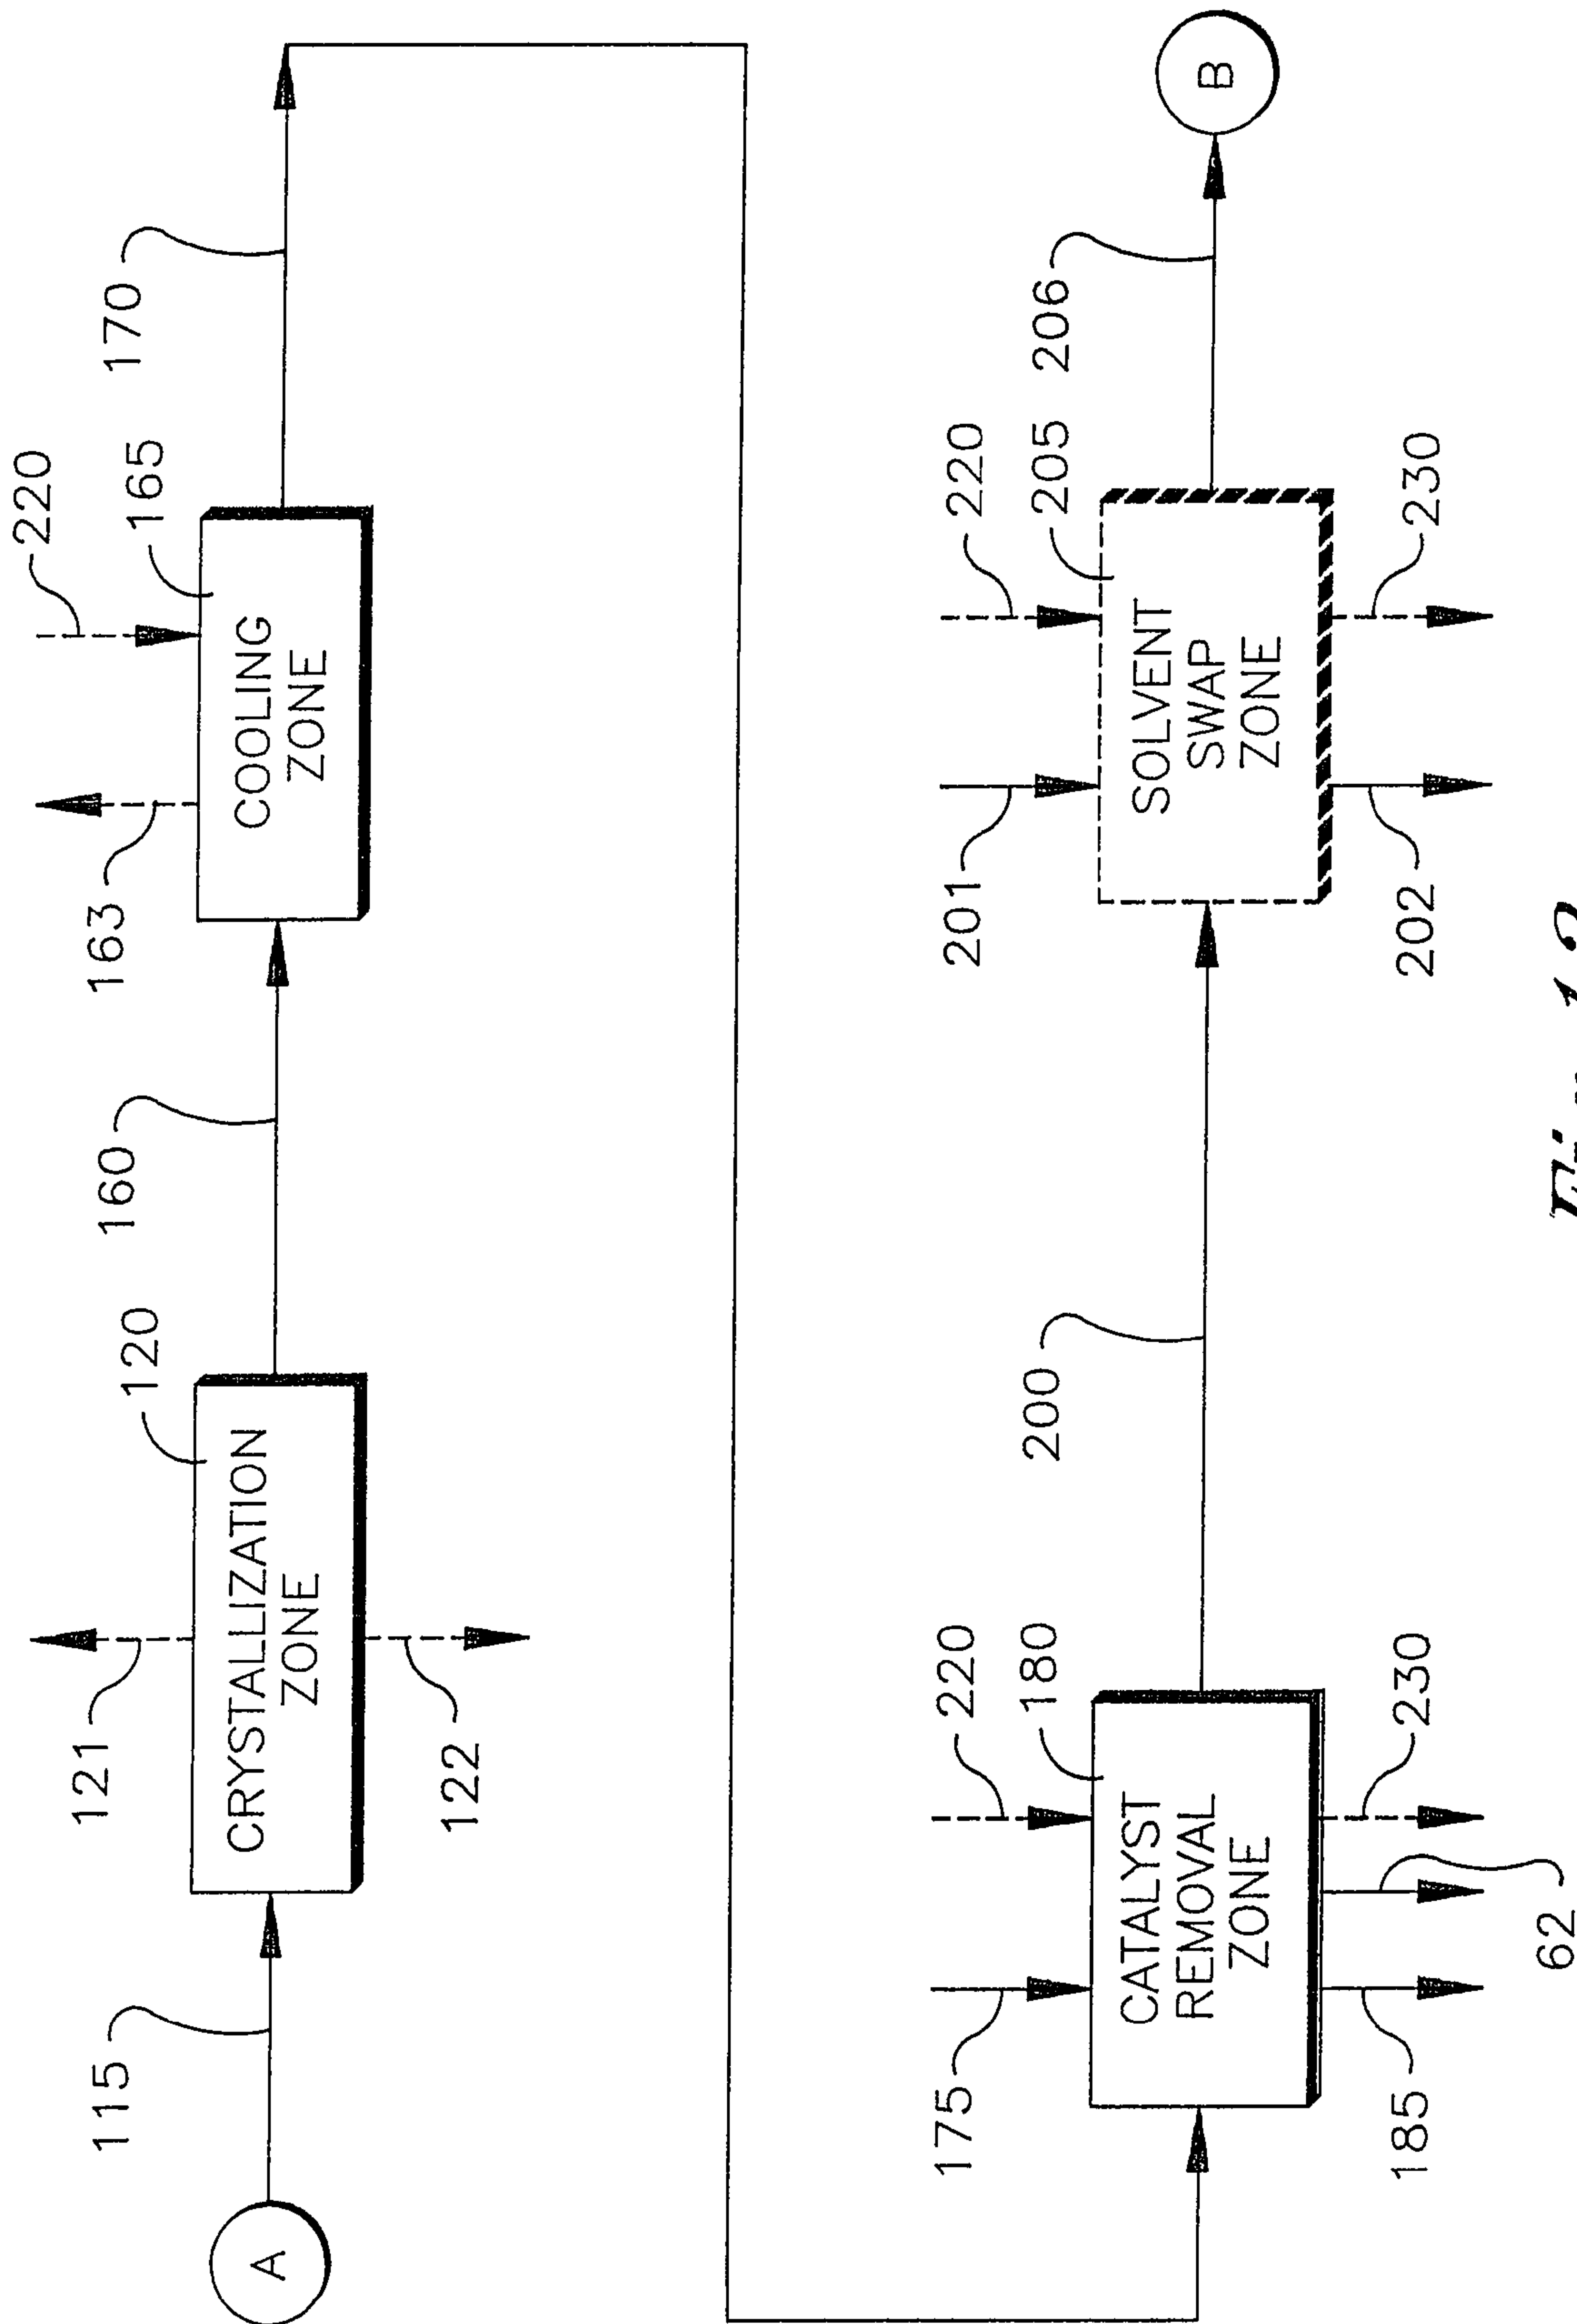 A
115
121
CRYSTALLIZATION
ZONE
120
122
160
163
220
COOLING
ZONE
165
170
175
220
180
CATALYST
REMOVAL
ZONE
185
62
230
200
201
220
205
SOLVENT
SWAP
ZONE
202
230
206
B